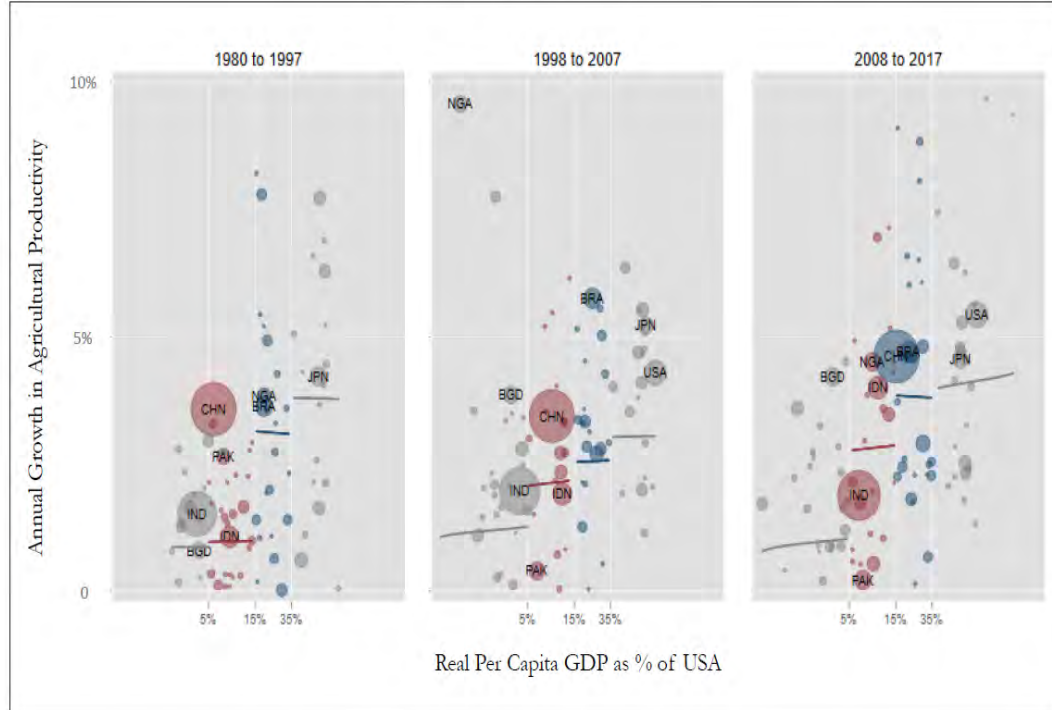 1980 to 1997
1998 to 2007
2008 to 2017
Annual Growth in Agricultural Productivity
10%
5%
0
NGA
BRA
JPN
CHN
PAK
IND
IDN
BGD
5%
15%
35%
NGA
BRA
JPN
USA
BGD
CHN
IND
IDN
PAK
5%
15%
35%
USA
CHN
BRA
JPN
NGA
BGD
IDN
IND
PAK
5%
15%
35%
Real Per Capita GDP as % of USA